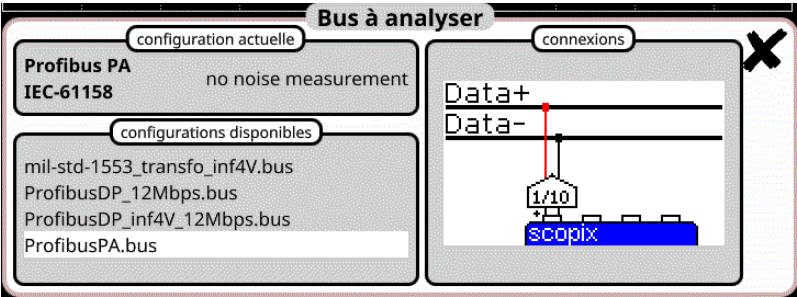 Bus à analyser
configuration actuelle
Profibus PA
IEC-61158
no noise measurement
configurations disponibles
mil-std-1553_transfo_inf4V.bus
ProfibusDP_12Mbps.bus
ProfibusDP_inf4V_12Mbps.bus
ProfibusPA.bus
connexions
Data+
Data-
1/10
+
scopix